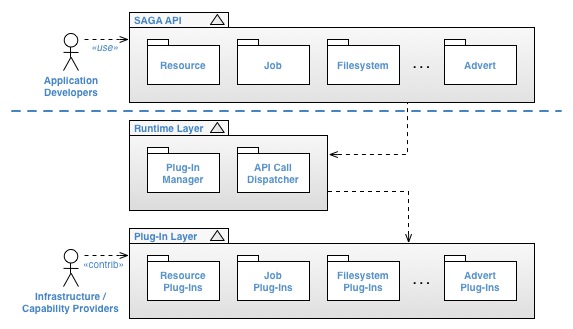 SAGA API
Resource
Job
Filesystem
...
Advert
«use»
Application
Developers
Runtime Layer
Plug-In
Manager
API Call
Dispatcher
Plug-In Layer
Resource
Plug-Ins
Job
Plug-Ins
Filesystem
Plug-Ins
...
Advert
Plug-Ins
«contrib»
Infrastructure /
Capability Providers